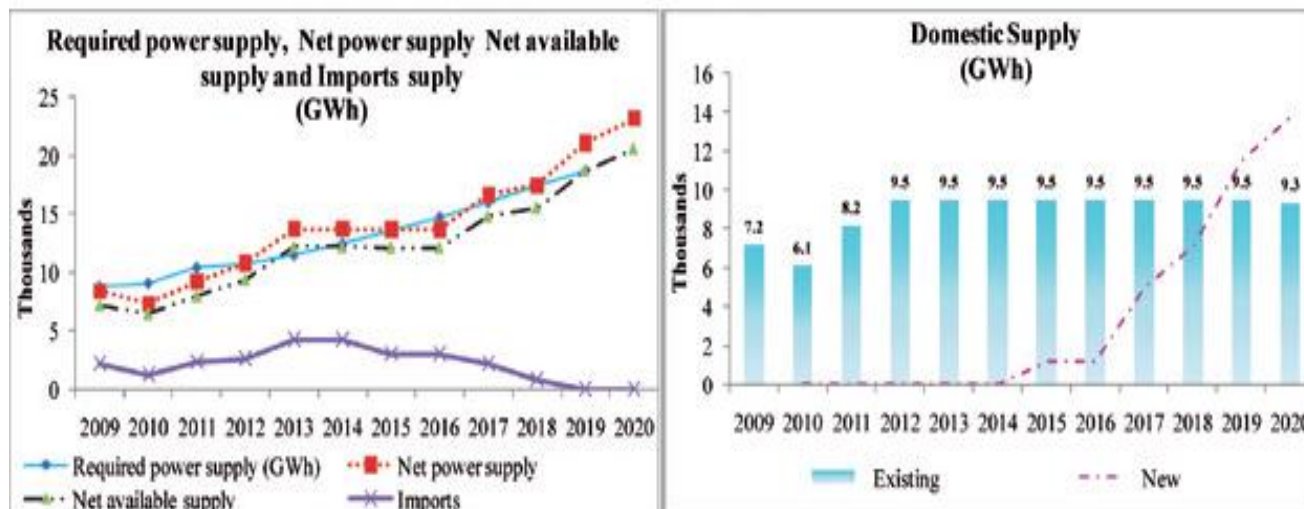 Required power supply, Net power supply Net available
supply and Imports suply
(GWh)
Thousands
25
20
15
10
5
0
2009 2010 2011 2012 2013 2014 2015 2016 2017 2018 2019 2020
Required power supply (GWh) Net power supply
Net available supply Imports
Domestic Supply
(GWh)
Thousands
16
14
12
10
8
6
4
2
0
7.2 6.1 8.2 9.5 9.5 9.5 9.5 9.5 9.5 9.5 9.5 9.3
2009 2010 2011 2012 2013 2014 2015 2016 2017 2018 2019 2020
Existing New